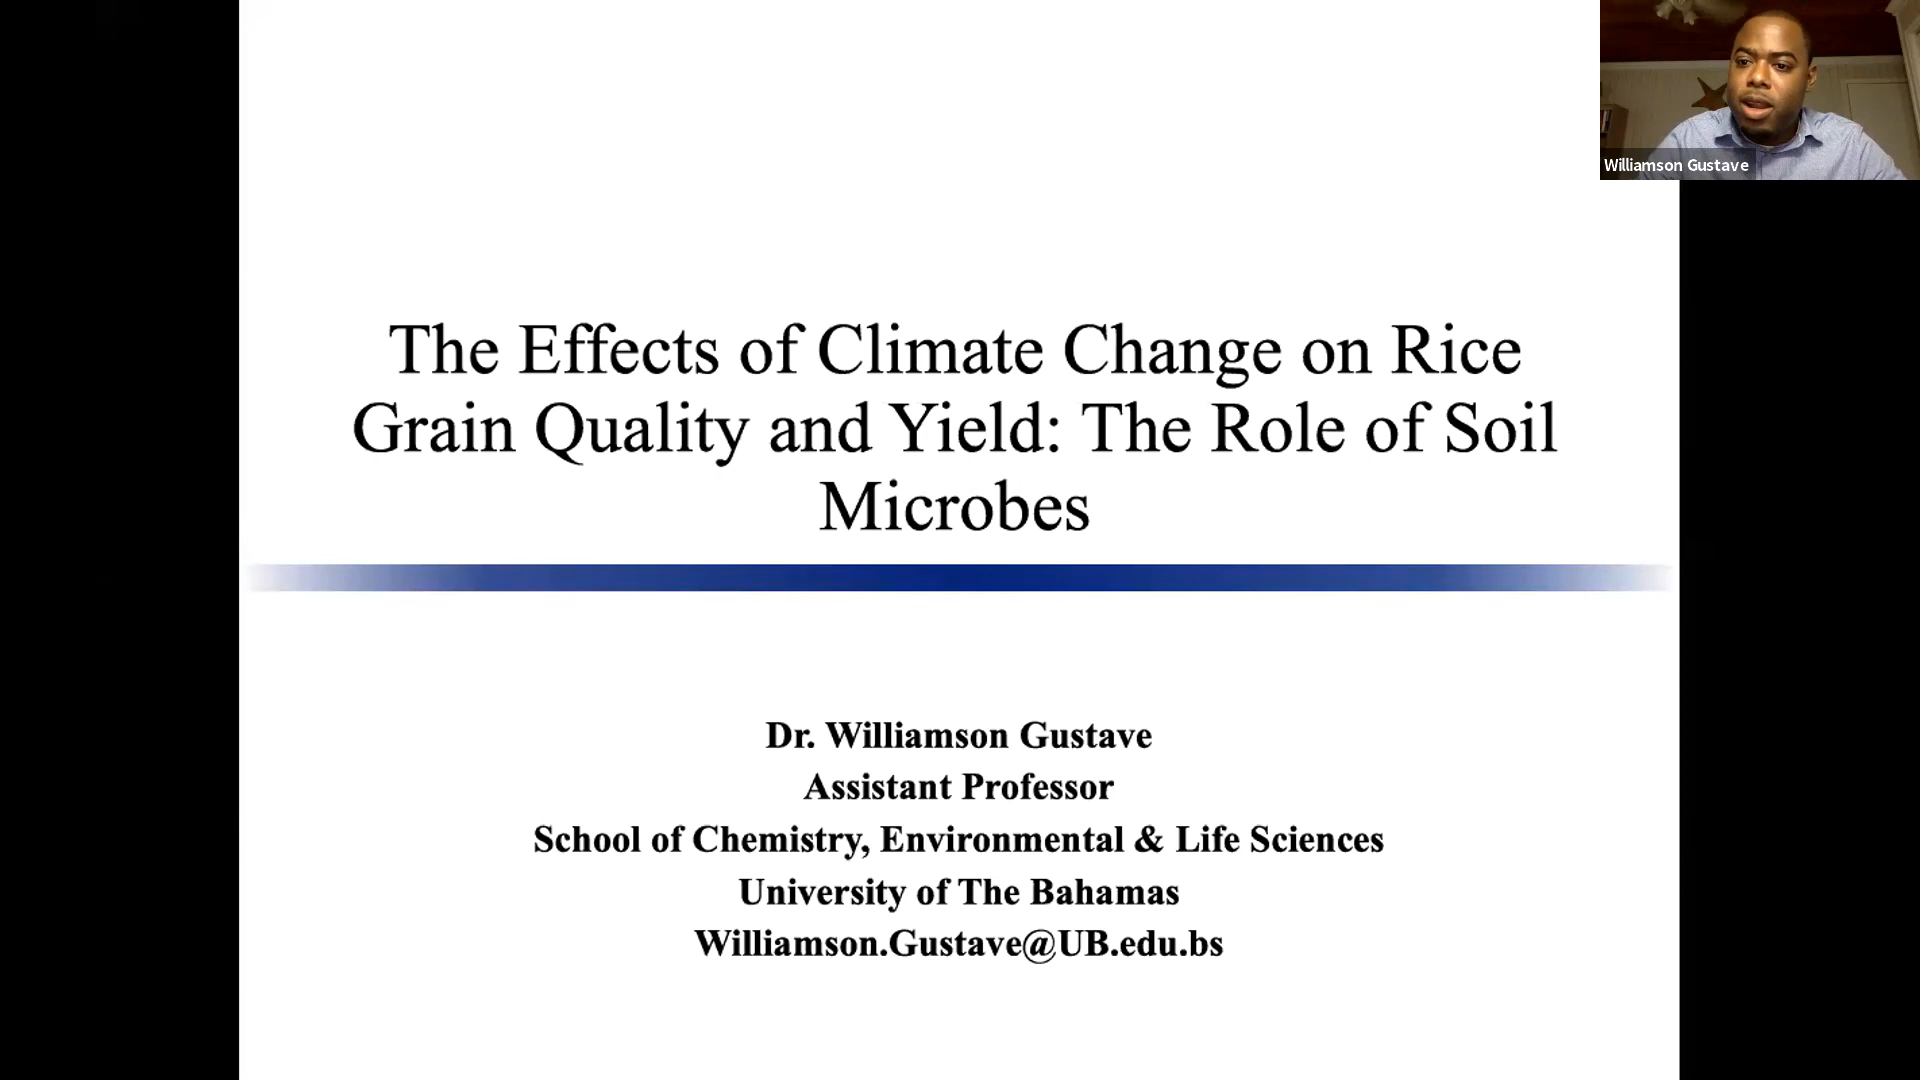 The Effects of Climate Change on Rice
Grain Quality and Yield: The Role of Soil
Microbes
Dr. Williamson Gustave
Assistant Professor
School of Chemistry, Environmental & Life Sciences
University of The Bahamas
Williamson.Gustave@UB.edu.bs
Williamson Gustave